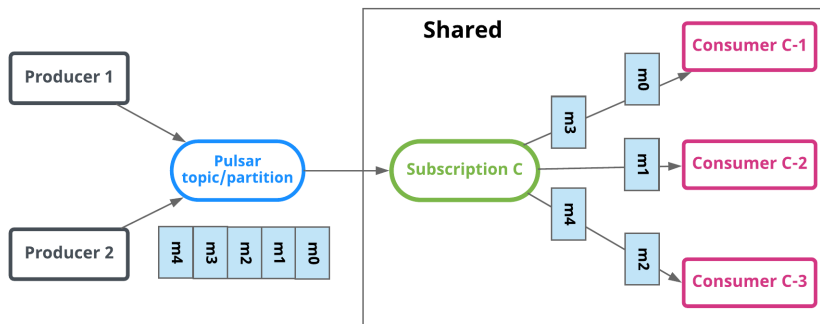 Shared
Producer 1
Pulsar
topic/partition
Producer 2
m4
m3
m2
m1
m0
Subscription C
m3
m0
m1
m4
m2
Consumer C-1
Consumer C-2
Consumer C-3